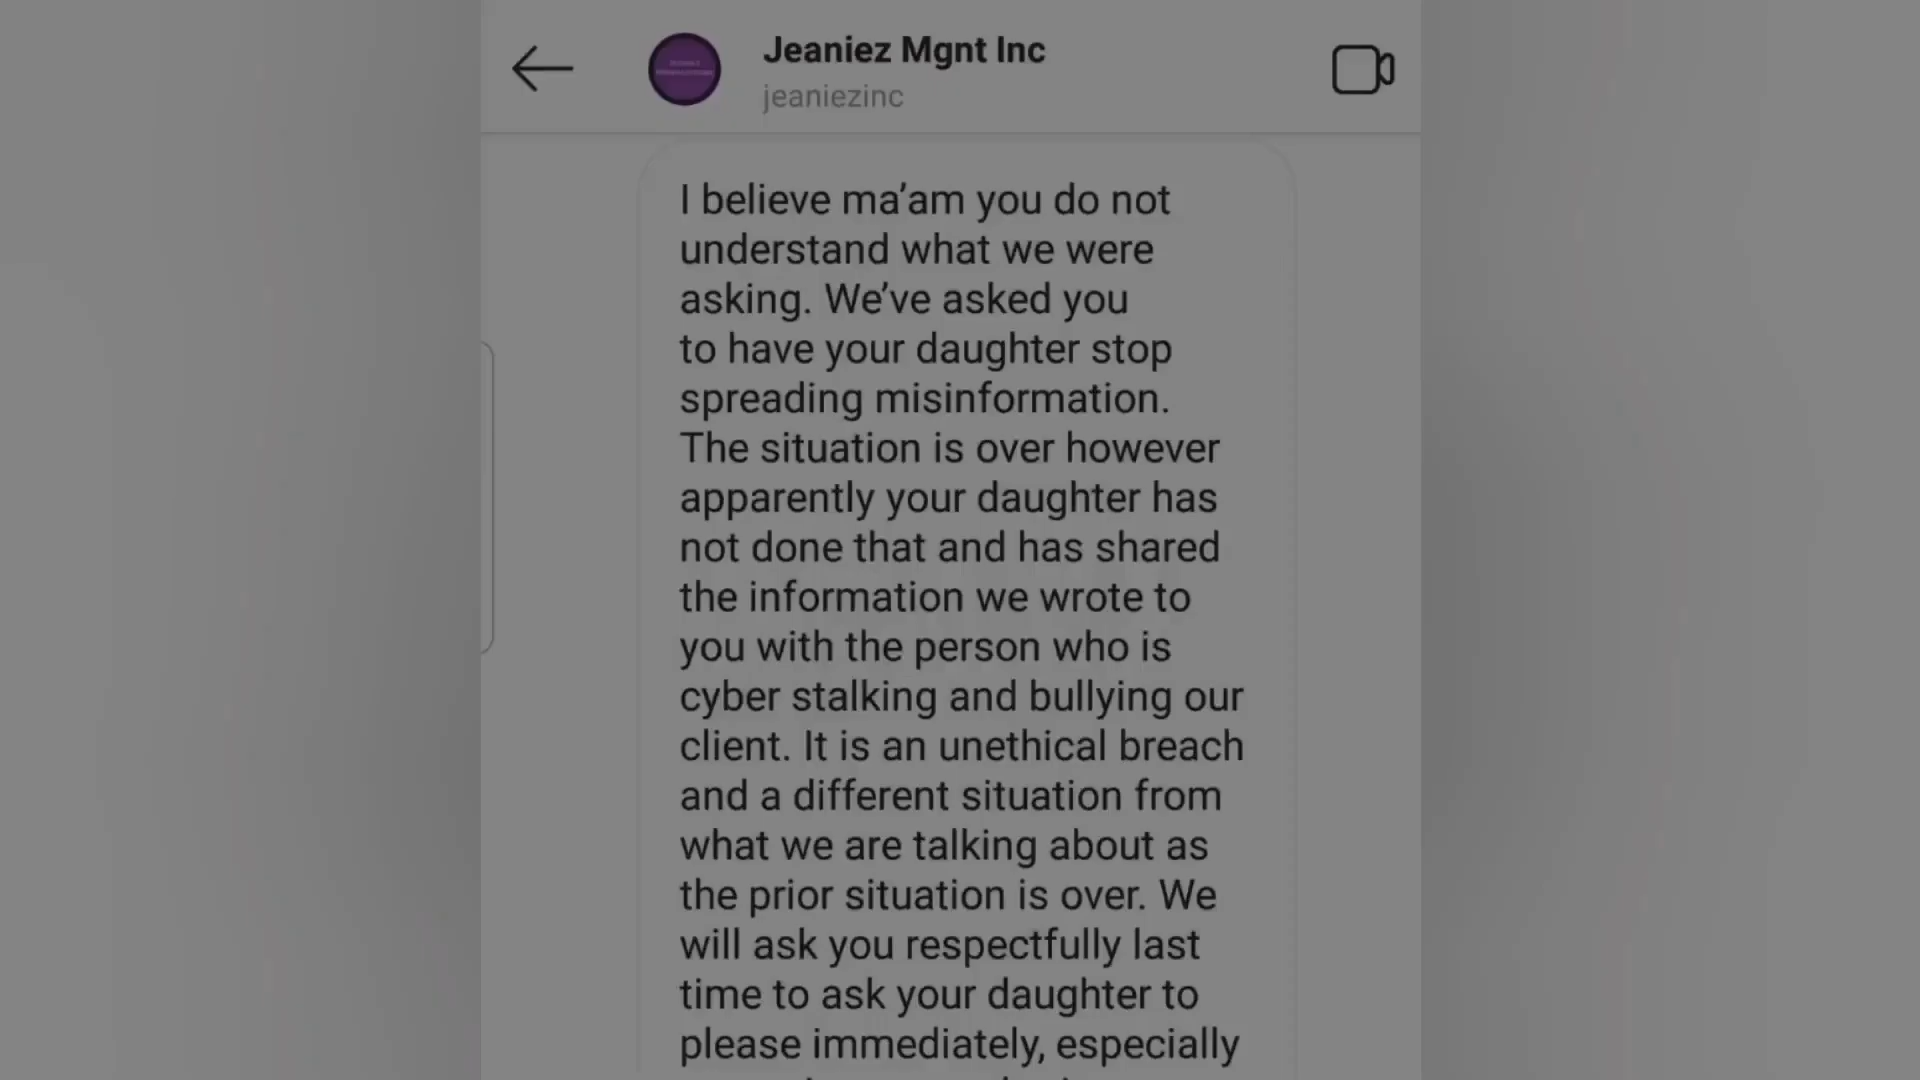 Jeaniez Mgnt Inc
jeaniezinc
I believe ma’am you do not
understand what we were
asking. We’ve asked you
to have your daughter stop
spreading misinformation.
The situation is over however
apparently your daughter has
not done that and has shared
the information we wrote to
you with the person who is
cyber stalking and bullying our
client. It is an unethical breach
and a different situation from
what we are talking about as
the prior situation is over. We
will ask you respectfully last
time to ask your daughter to
please immediately, especially